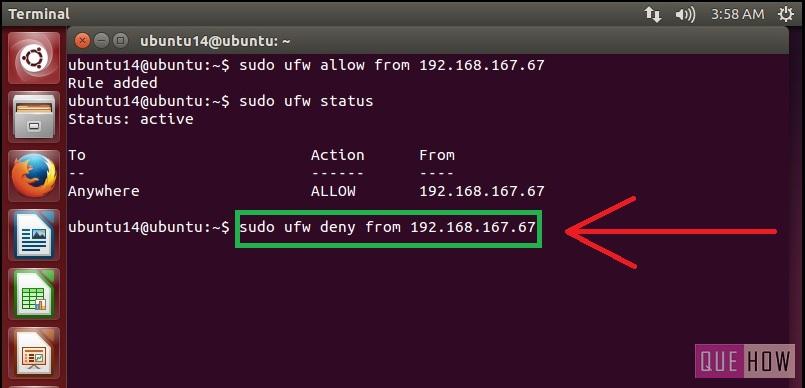 Terminal
3:58 AM
ubuntu14@ubuntu: ~
ubuntu14@ubuntu:~$ sudo ufw allow from 192.168.167.67
Rule added
ubuntu14@ubuntu:~$ sudo ufw status
Status: active
To Action From
-- ------ ----
Anywhere ALLOW 192.168.167.67
ubuntu14@ubuntu:~$ sudo ufw deny from 192.168.167.67
QUE HOW